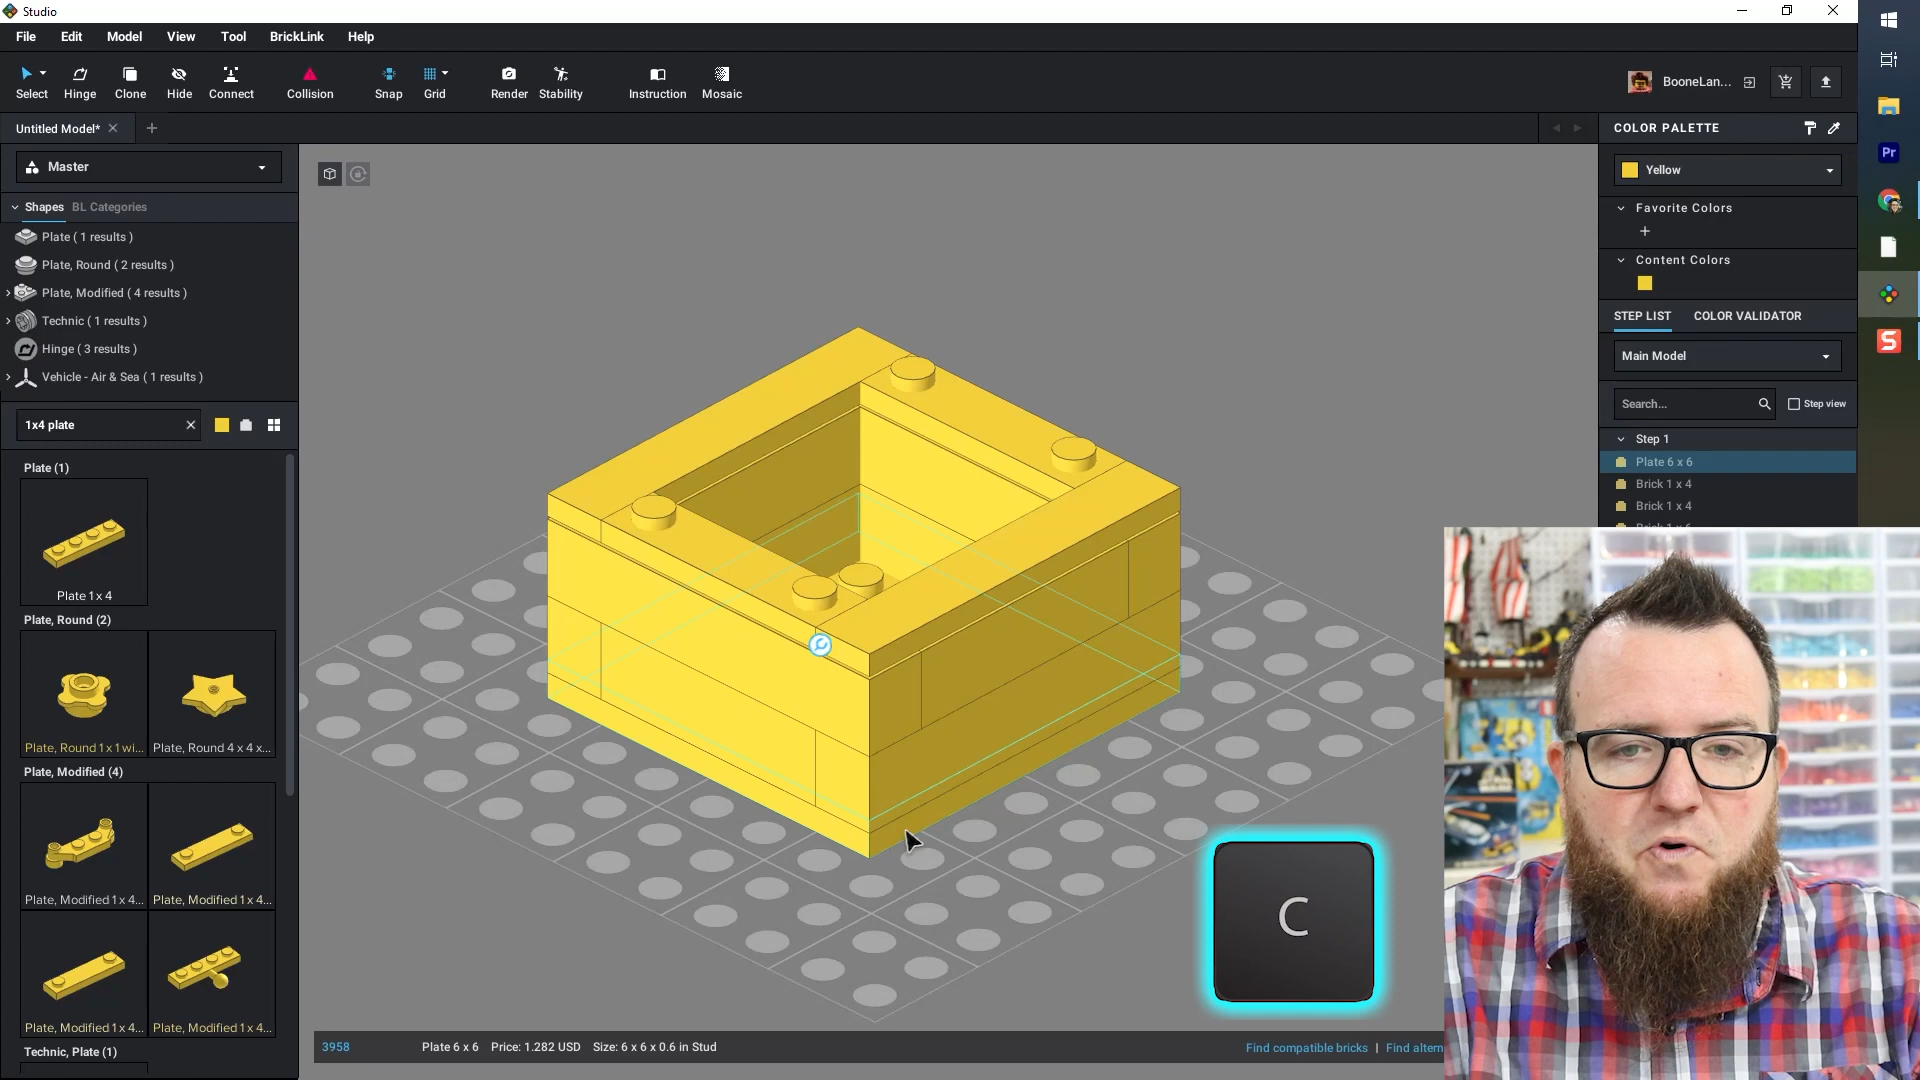 Studio
File Edit Model View Tool BrickLink Help
Select Hinge Clone Hide Connect Collision Snap Grid Render Stability Instruction Mosaic
BooneLan...
Untitled Model*
Master
Shapes BL Categories
Plate ( 1 results )
Plate, Round ( 2 results )
Plate, Modified ( 4 results )
Technic ( 1 results )
Hinge ( 3 results )
Vehicle - Air & Sea ( 1 results )
1x4 plate
Plate (1)
Plate 1 x 4
Plate, Round (2)
Plate, Round 1 x 1 wi...
Plate, Round 4 x 4 x...
Plate, Modified (4)
Plate, Modified 1 x 4...
Plate, Modified 1 x 4...
Plate, Modified 1 x 4...
Plate, Modified 1 x 4...
Technic, Plate (1)
3958 Plate 6 x 6 Price: 1.282 USD Size: 6 x 6 x 0.6 in Stud
Find compatible bricks | Find altern
C
COLOR PALETTE
Yellow
Favorite Colors
+
Content Colors
STEP LIST COLOR VALIDATOR
Main Model
Search... Step view
Step 1
Plate 6 x 6
Brick 1 x 4
Brick 1 x 4
Brick 1 x 6
Pr
S